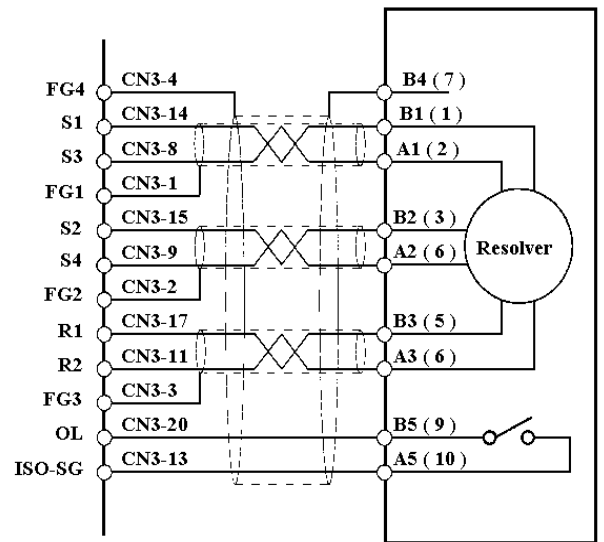 FG4 CN3-4 B4 ( 7 )
S1 CN3-14 B1 ( 1 )
S3 CN3-8 A1 ( 2 )
FG1 CN3-1
S2 CN3-15 B2 ( 3 )
Resolver
S4 CN3-9 A2 ( 6 )
FG2 CN3-2
R1 CN3-17 B3 ( 5 )
R2 CN3-11 A3 ( 6 )
FG3 CN3-3
OL CN3-20 B5 ( 9 )
ISO-SG CN3-13 A5 ( 10 )